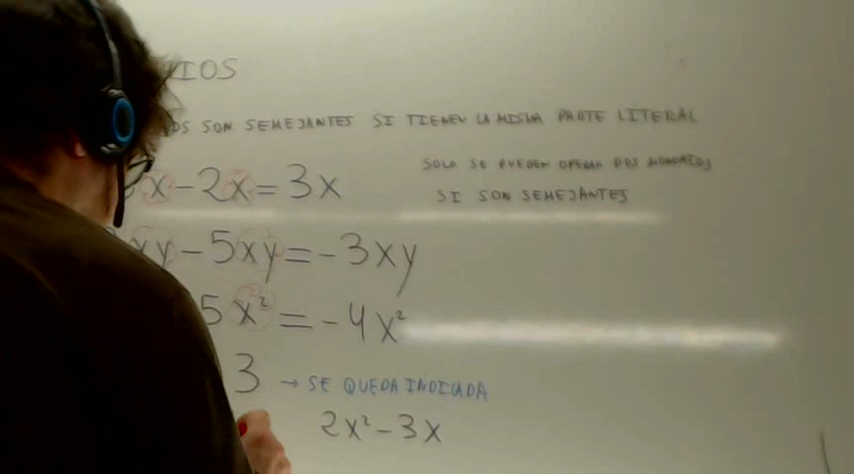 IOS
SON SEMEJANTES SI TIENEN LA MISMA PARTE LITERAL
SOLO SE PUEDEN OPERAR DOS MONOMIOS
SI SON SEMEJANTES
x - 2x = 3x
xy - 5xy = -3xy
5x² = -4x²
3 → SE QUEDA INDICADA
2x² - 3x